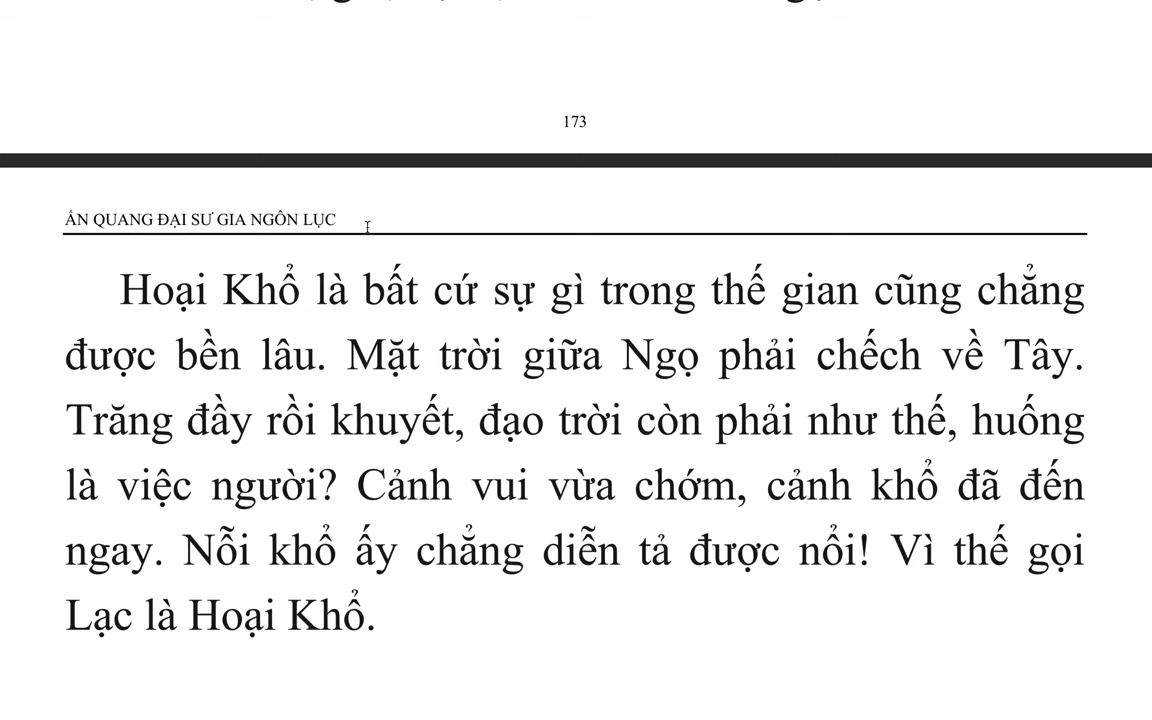 173
ẤN QUANG ĐẠI SƯ GIA NGÔN LỤC
Hoại Khổ là bất cứ sự gì trong thế gian cũng chẳng
được bền lâu. Mặt trời giữa Ngọ phải chếch về Tây.
Trăng đầy rồi khuyết, đạo trời còn phải như thế, huống
là việc người? Cảnh vui vừa chớm, cảnh khổ đã đến
ngay. Nỗi khổ ấy chẳng diễn tả được nổi! Vì thế gọi
Lạc là Hoại Khổ.